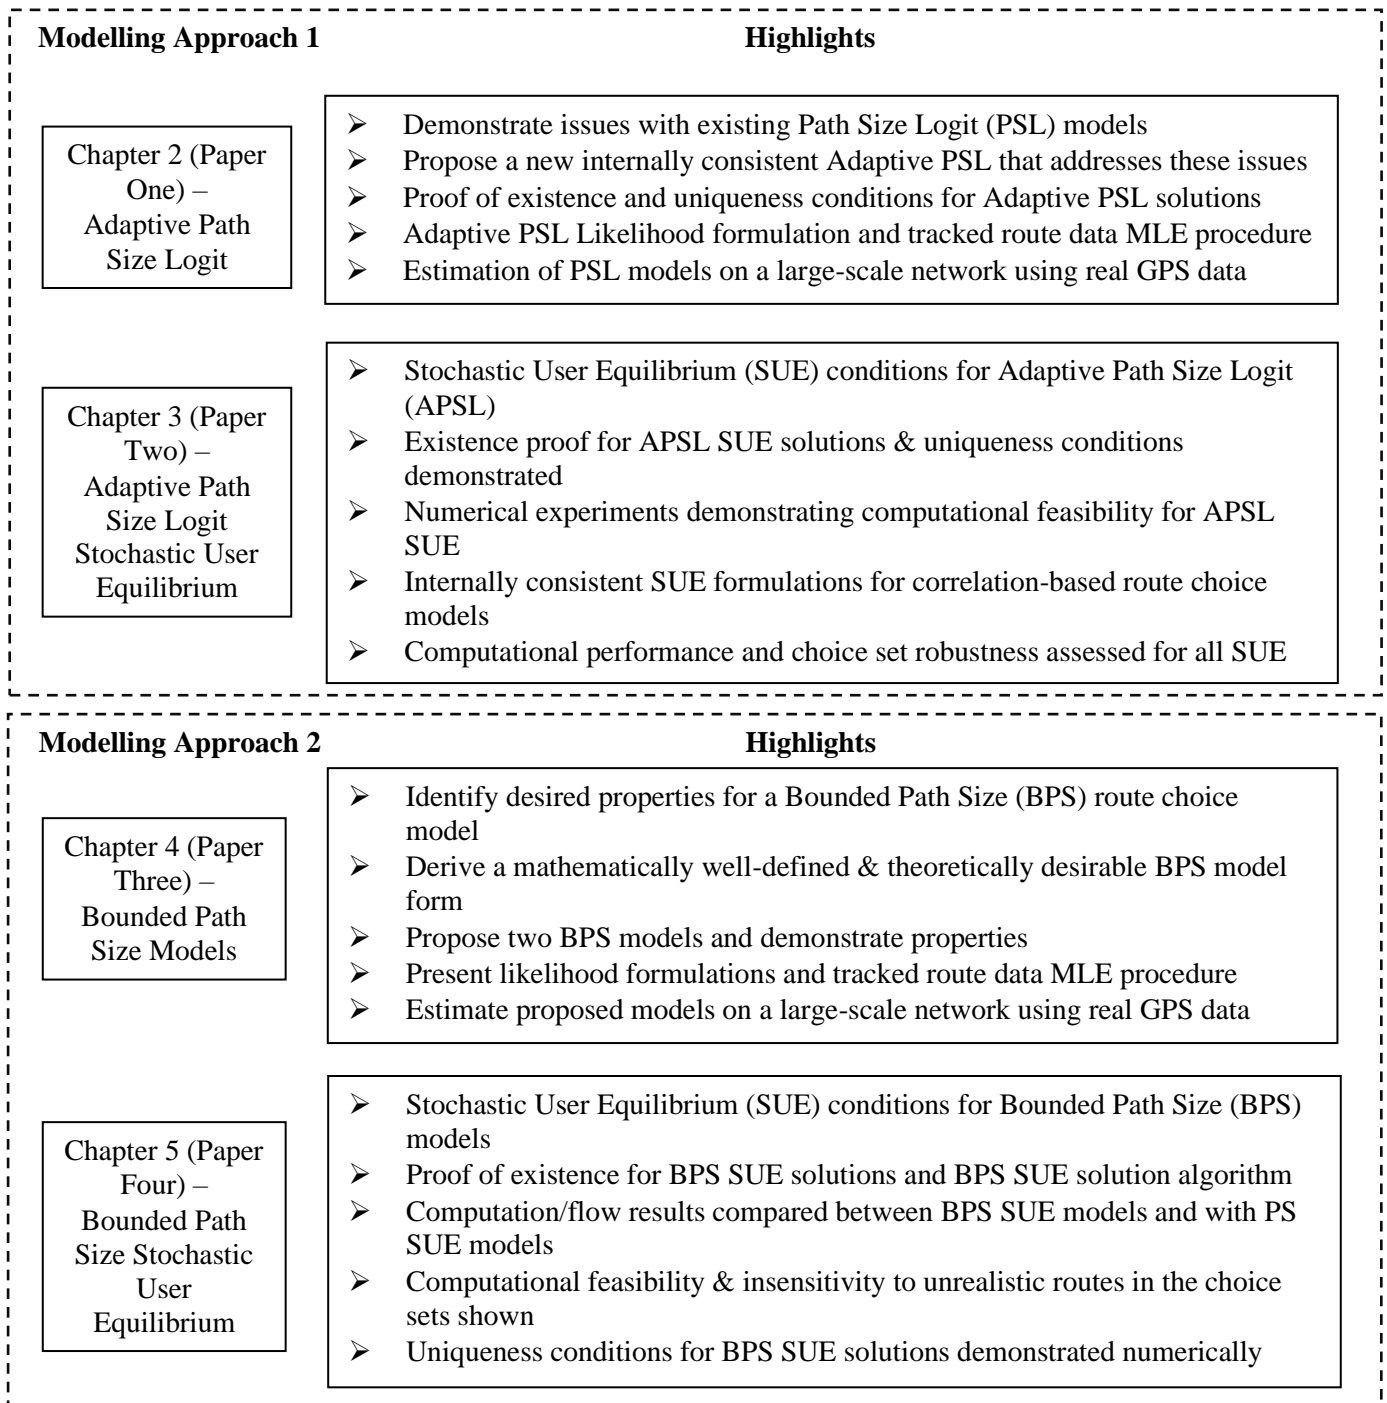 Modelling Approach 1
Highlights
Chapter 2 (Paper
One) –
Adaptive Path
Size Logit
➢ Demonstrate issues with existing Path Size Logit (PSL) models
➢ Propose a new internally consistent Adaptive PSL that addresses these issues
➢ Proof of existence and uniqueness conditions for Adaptive PSL solutions
➢ Adaptive PSL Likelihood formulation and tracked route data MLE procedure
➢ Estimation of PSL models on a large-scale network using real GPS data
Chapter 3 (Paper
Two) –
Adaptive Path
Size Logit
Stochastic User
Equilibrium
➢ Stochastic User Equilibrium (SUE) conditions for Adaptive Path Size Logit
(APSL)
➢ Existence proof for APSL SUE solutions & uniqueness conditions
demonstrated
➢ Numerical experiments demonstrating computational feasibility for APSL
SUE
➢ Internally consistent SUE formulations for correlation-based route choice
models
➢ Computational performance and choice set robustness assessed for all SUE
Modelling Approach 2
Highlights
Chapter 4 (Paper
Three) –
Bounded Path
Size Models
➢ Identify desired properties for a Bounded Path Size (BPS) route choice
model
➢ Derive a mathematically well-defined & theoretically desirable BPS model
form
➢ Propose two BPS models and demonstrate properties
➢ Present likelihood formulations and tracked route data MLE procedure
➢ Estimate proposed models on a large-scale network using real GPS data
Chapter 5 (Paper
Four) –
Bounded Path
Size Stochastic
User
Equilibrium
➢ Stochastic User Equilibrium (SUE) conditions for Bounded Path Size (BPS)
models
➢ Proof of existence for BPS SUE solutions and BPS SUE solution algorithm
➢ Computation/flow results compared between BPS SUE models and with PS
SUE models
➢ Computational feasibility & insensitivity to unrealistic routes in the choice
sets shown
➢ Uniqueness conditions for BPS SUE solutions demonstrated numerically